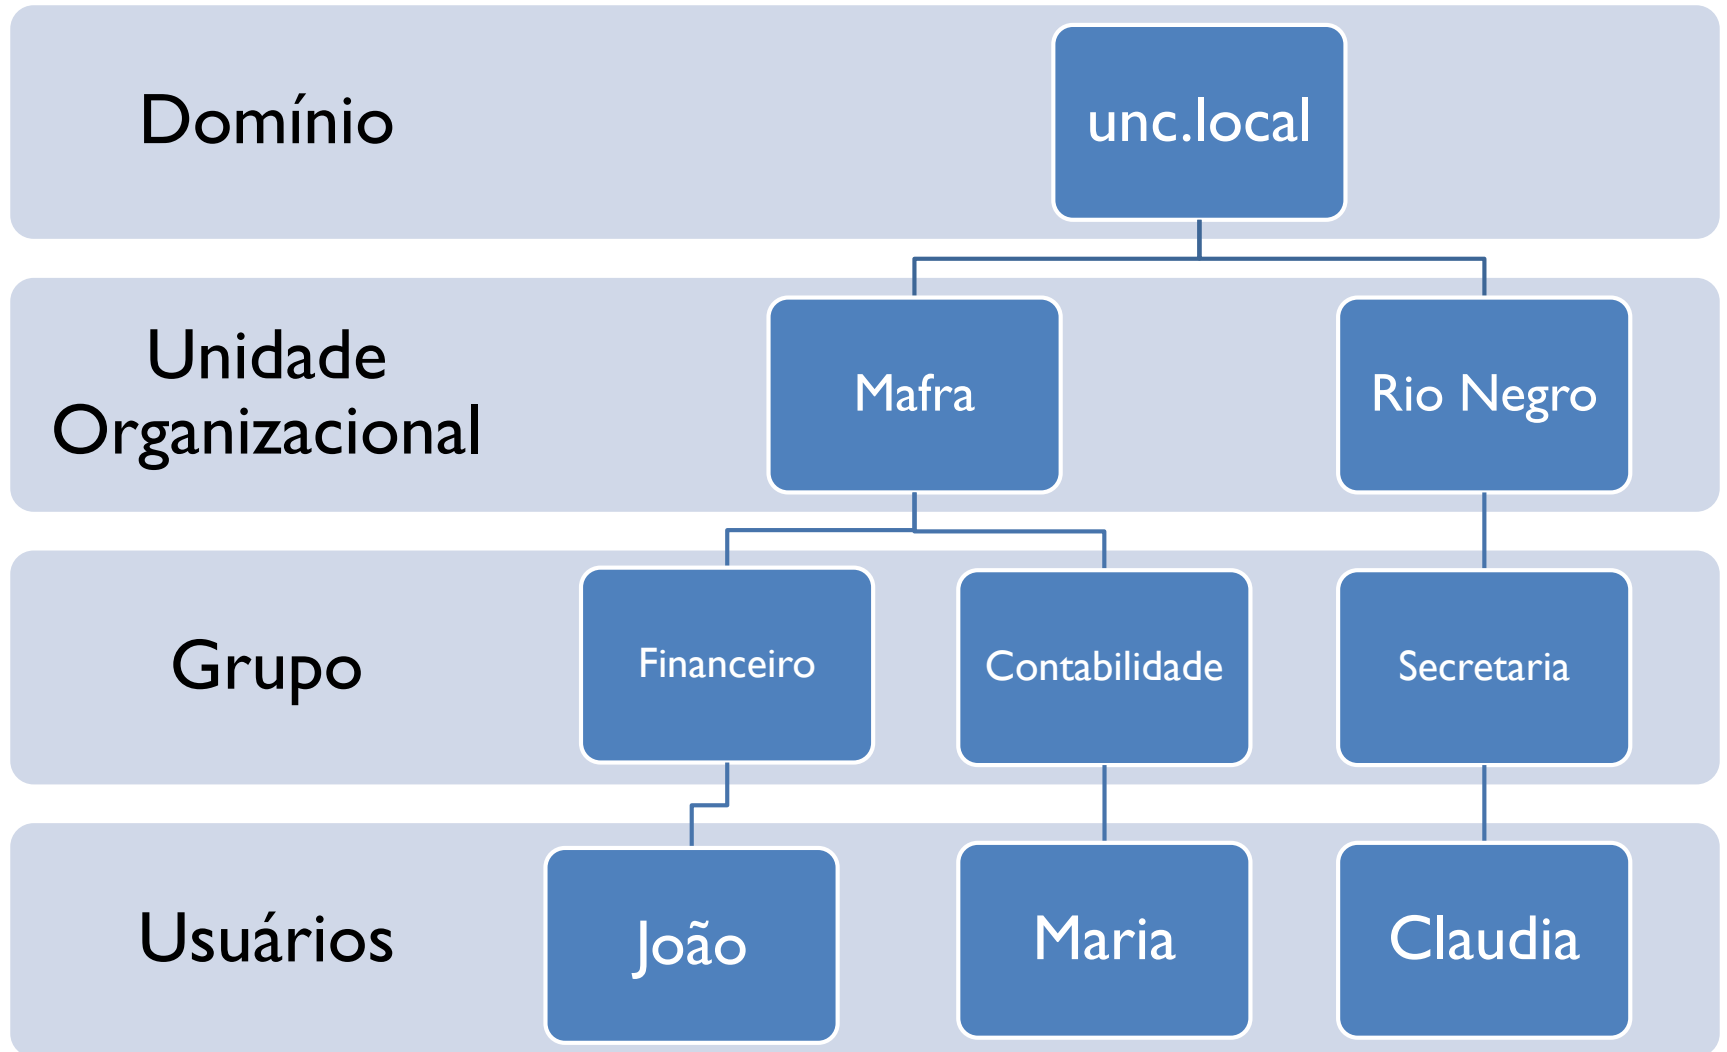 Domínio
unc.local
Unidade
Organizacional
Mafra
Rio Negro
Grupo
Financeiro
Contabilidade
Secretaria
Usuários
João
Maria
Claudia